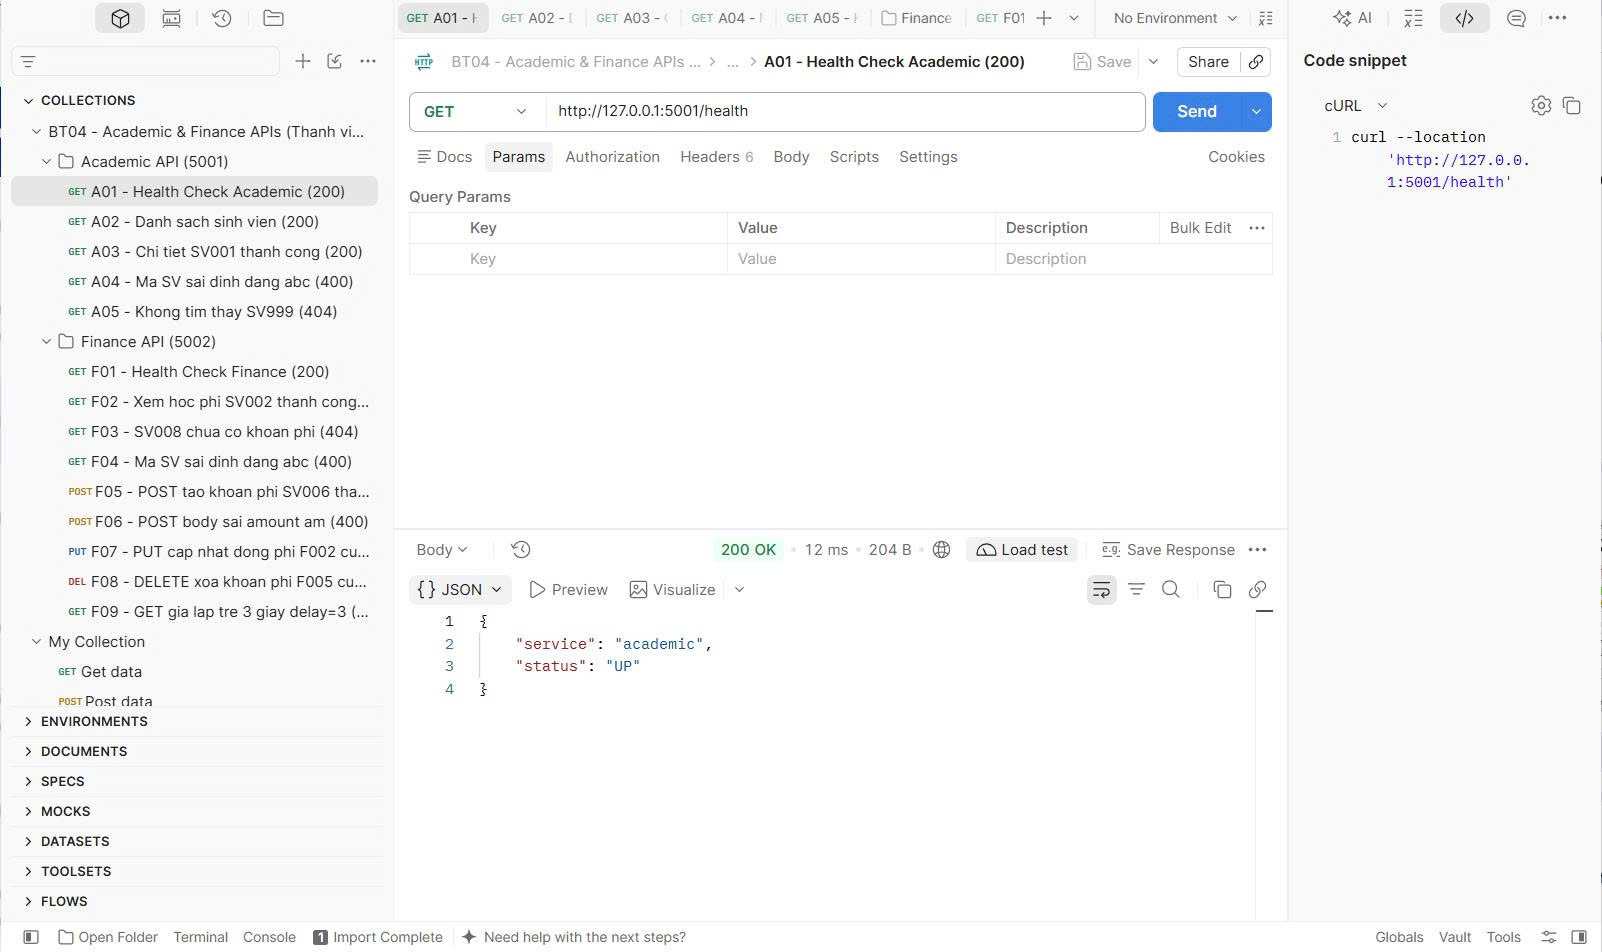 GET A01 - H
GET A02 - D
GET A03 - C
GET A04 - M
GET A05 - K
Finance
GET F01
No Environment
AI
BT04 - Academic & Finance APIs ... > ... > A01 - Health Check Academic (200)
Save
Share
Code snippet
COLLECTIONS
BT04 - Academic & Finance APIs (Thanh vi...
Academic API (5001)
GET A01 - Health Check Academic (200)
GET A02 - Danh sach sinh vien (200)
GET A03 - Chi tiet SV001 thanh cong (200)
GET A04 - Ma SV sai dinh dang abc (400)
GET A05 - Khong tim thay SV999 (404)
Finance API (5002)
GET F01 - Health Check Finance (200)
GET F02 - Xem hoc phi SV002 thanh cong...
GET F03 - SV008 chua co khoan phi (404)
GET F04 - Ma SV sai dinh dang abc (400)
POST F05 - POST tao khoan phi SV006 tha...
POST F06 - POST body sai amount am (400)
PUT F07 - PUT cap nhat dong phi F002 cu...
DEL F08 - DELETE xoa khoan phi F005 cu...
GET F09 - GET gia lap tre 3 giay delay=3 (...
My Collection
GET Get data
POST Post data
ENVIRONMENTS
DOCUMENTS
SPECS
MOCKS
DATASETS
TOOLSETS
FLOWS
GET http://127.0.0.1:5001/health
Send
Docs Params Authorization Headers 6 Body Scripts Settings Cookies
Query Params
Key Value Description Bulk Edit
Key Value Description
Body 200 OK • 12 ms • 204 B • Load test e.g. Save Response
{} JSON Preview Visualize
1 {
2 "service": "academic",
3 "status": "UP"
4 }
cURL
1 curl --location
'http://127.0.0.
1:5001/health'
Open Folder Terminal Console 1 Import Complete Need help with the next steps? Globals Vault Tools